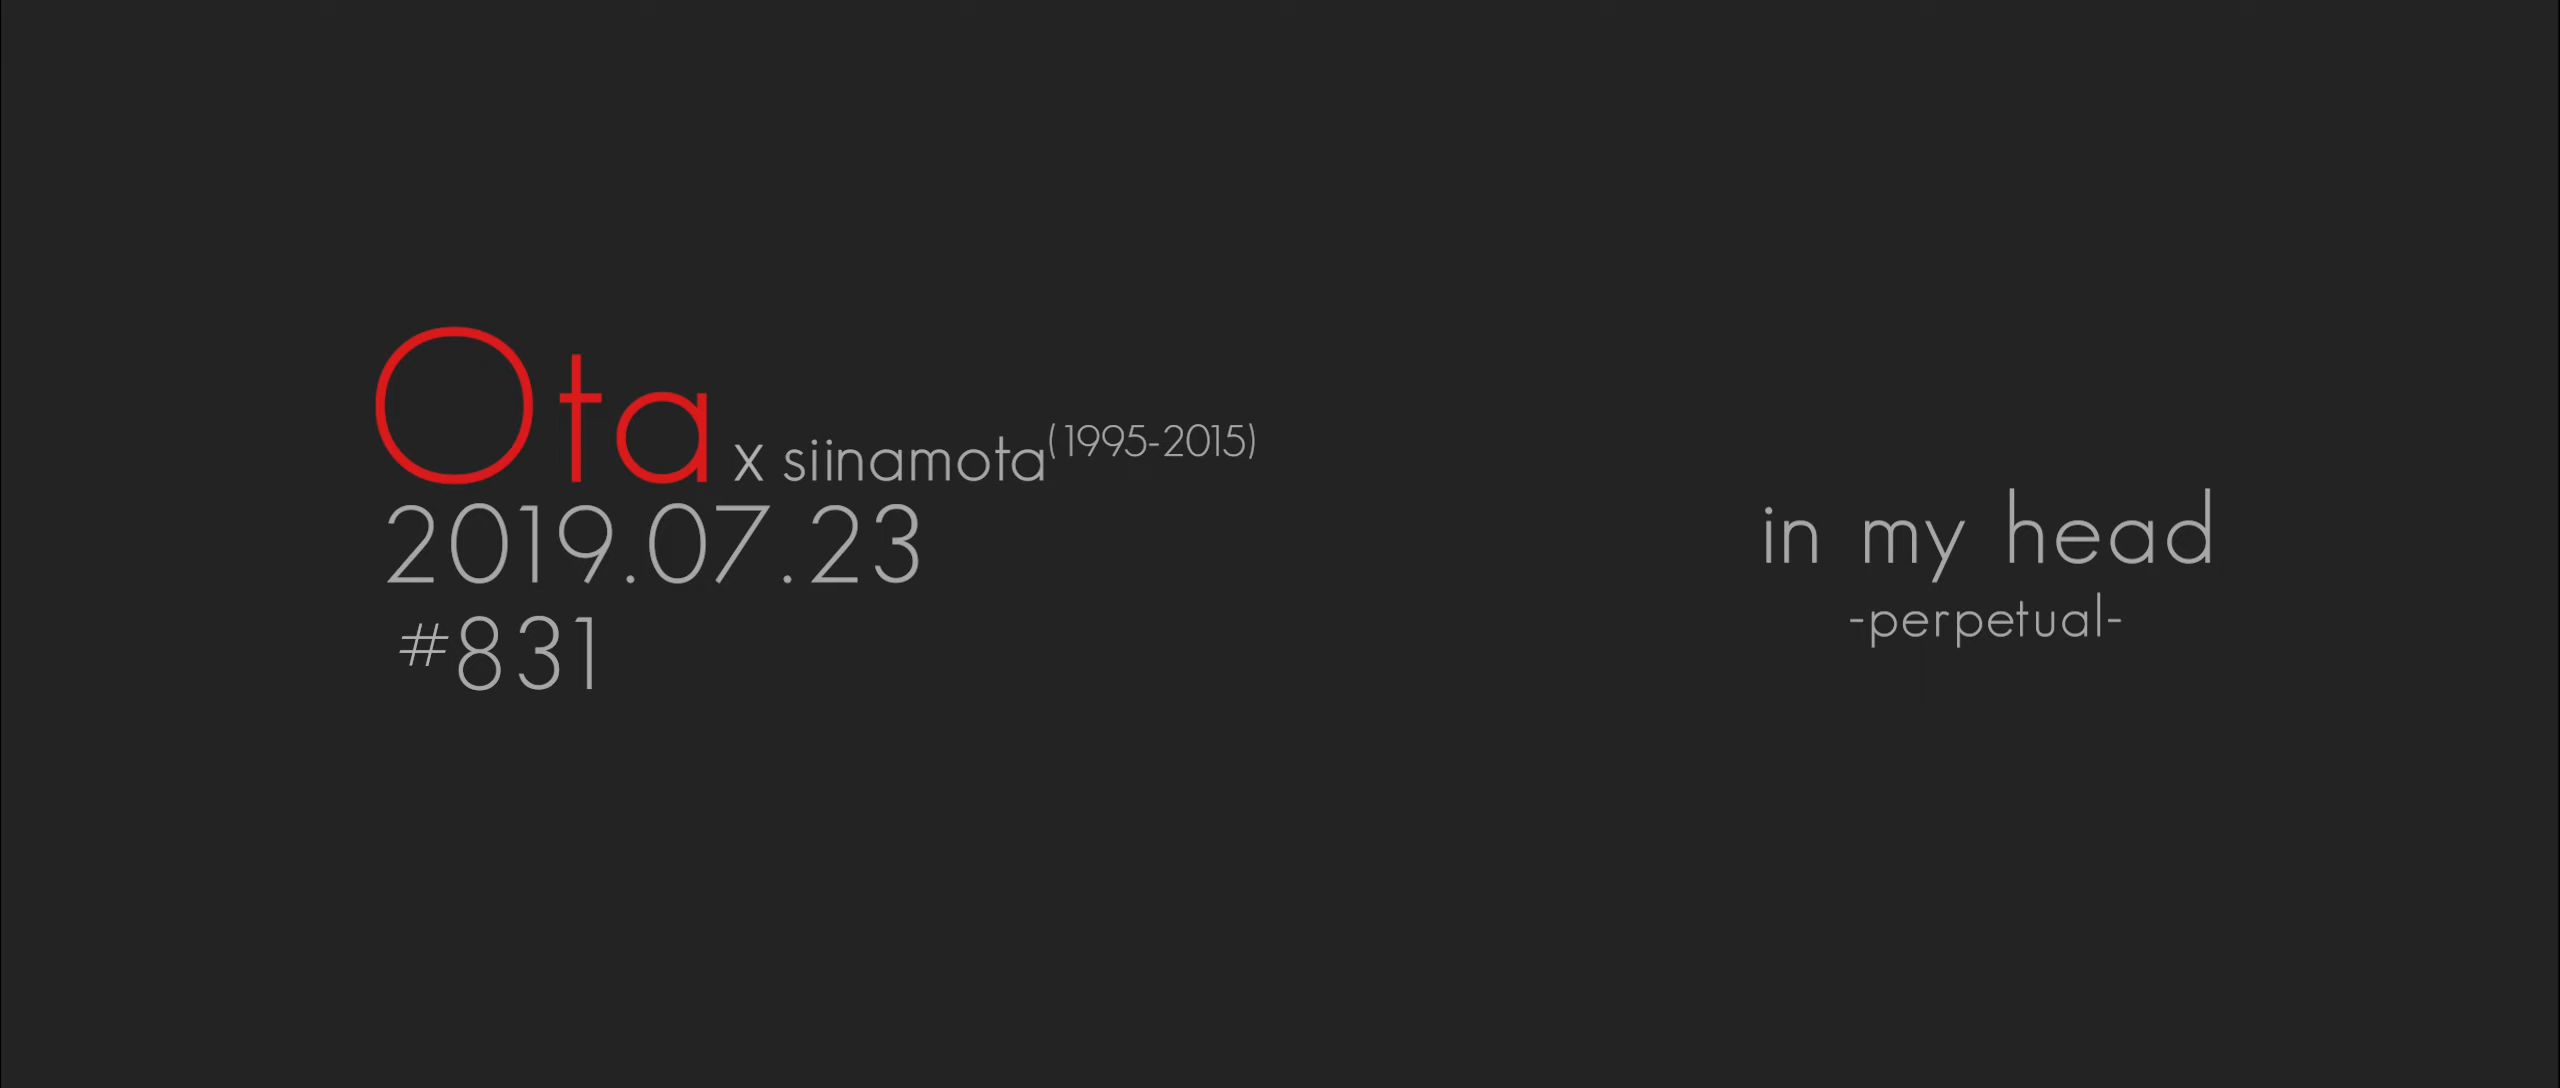 Ota x siinamota(1995-2015)
2019.07.23
#831
in my head
-perpetual-